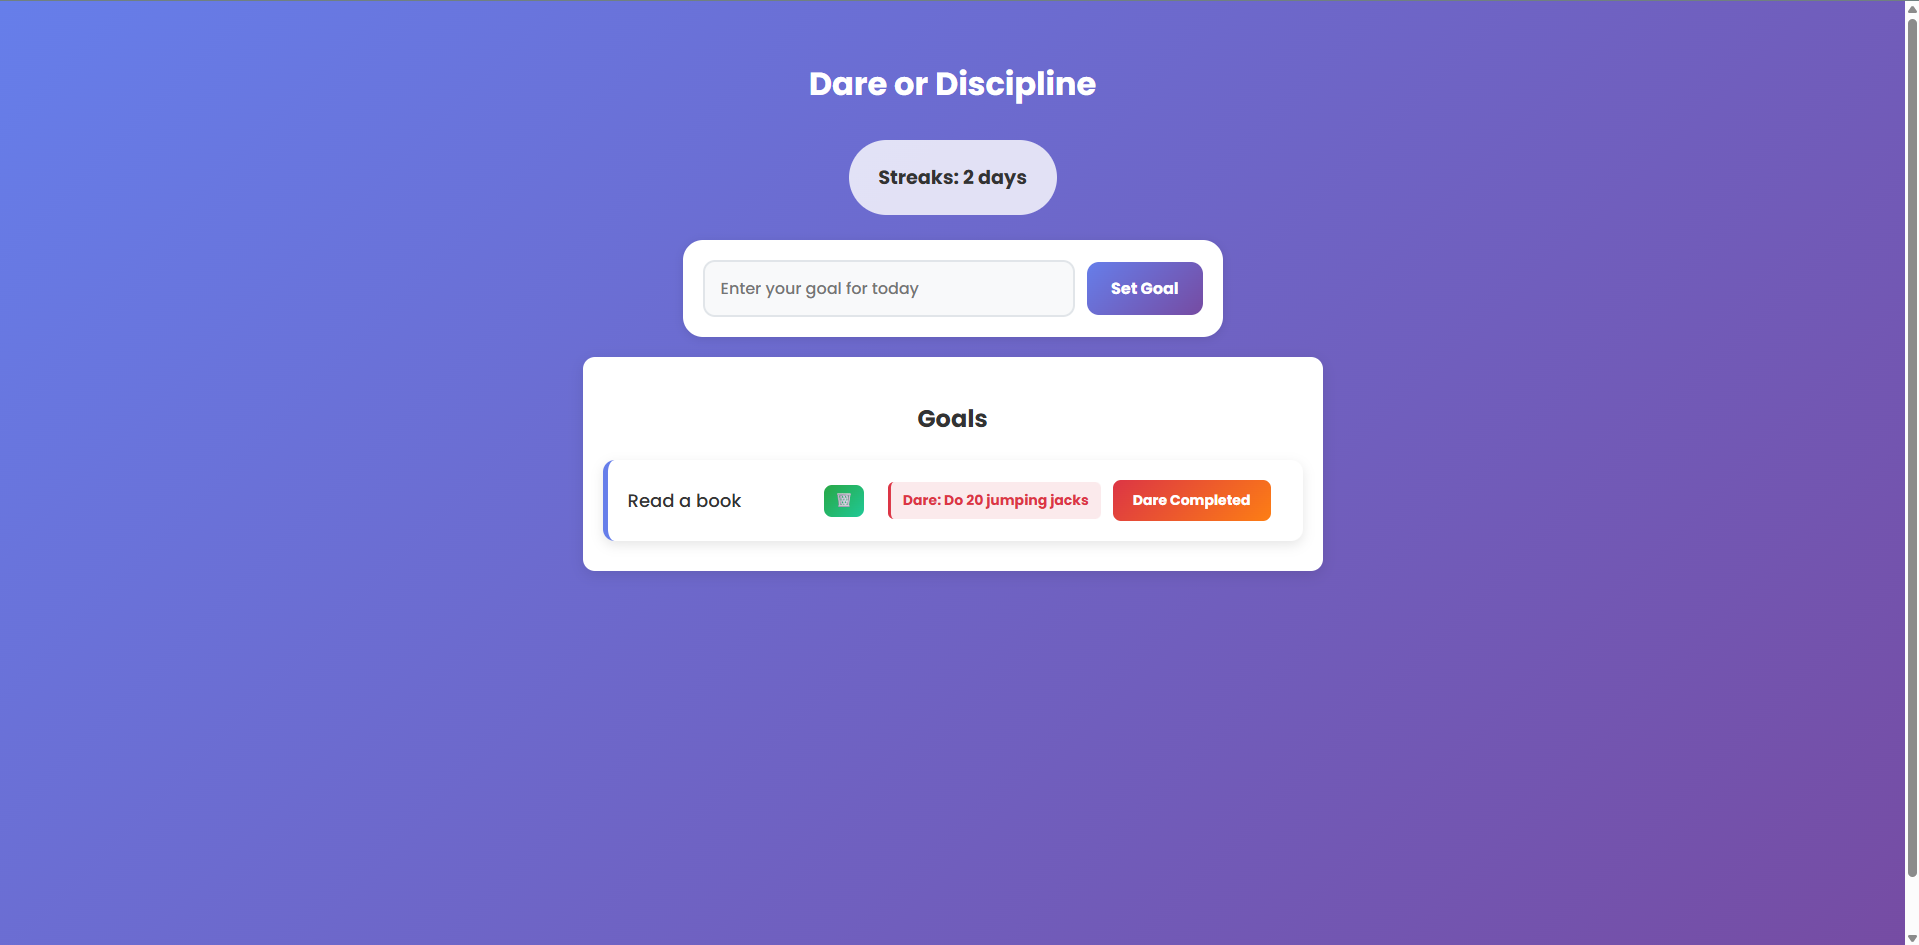 Dare or Discipline
Streaks: 2 days
Enter your goal for today
Set Goal
Goals
Read a book
Dare: Do 20 jumping jacks
Dare Completed